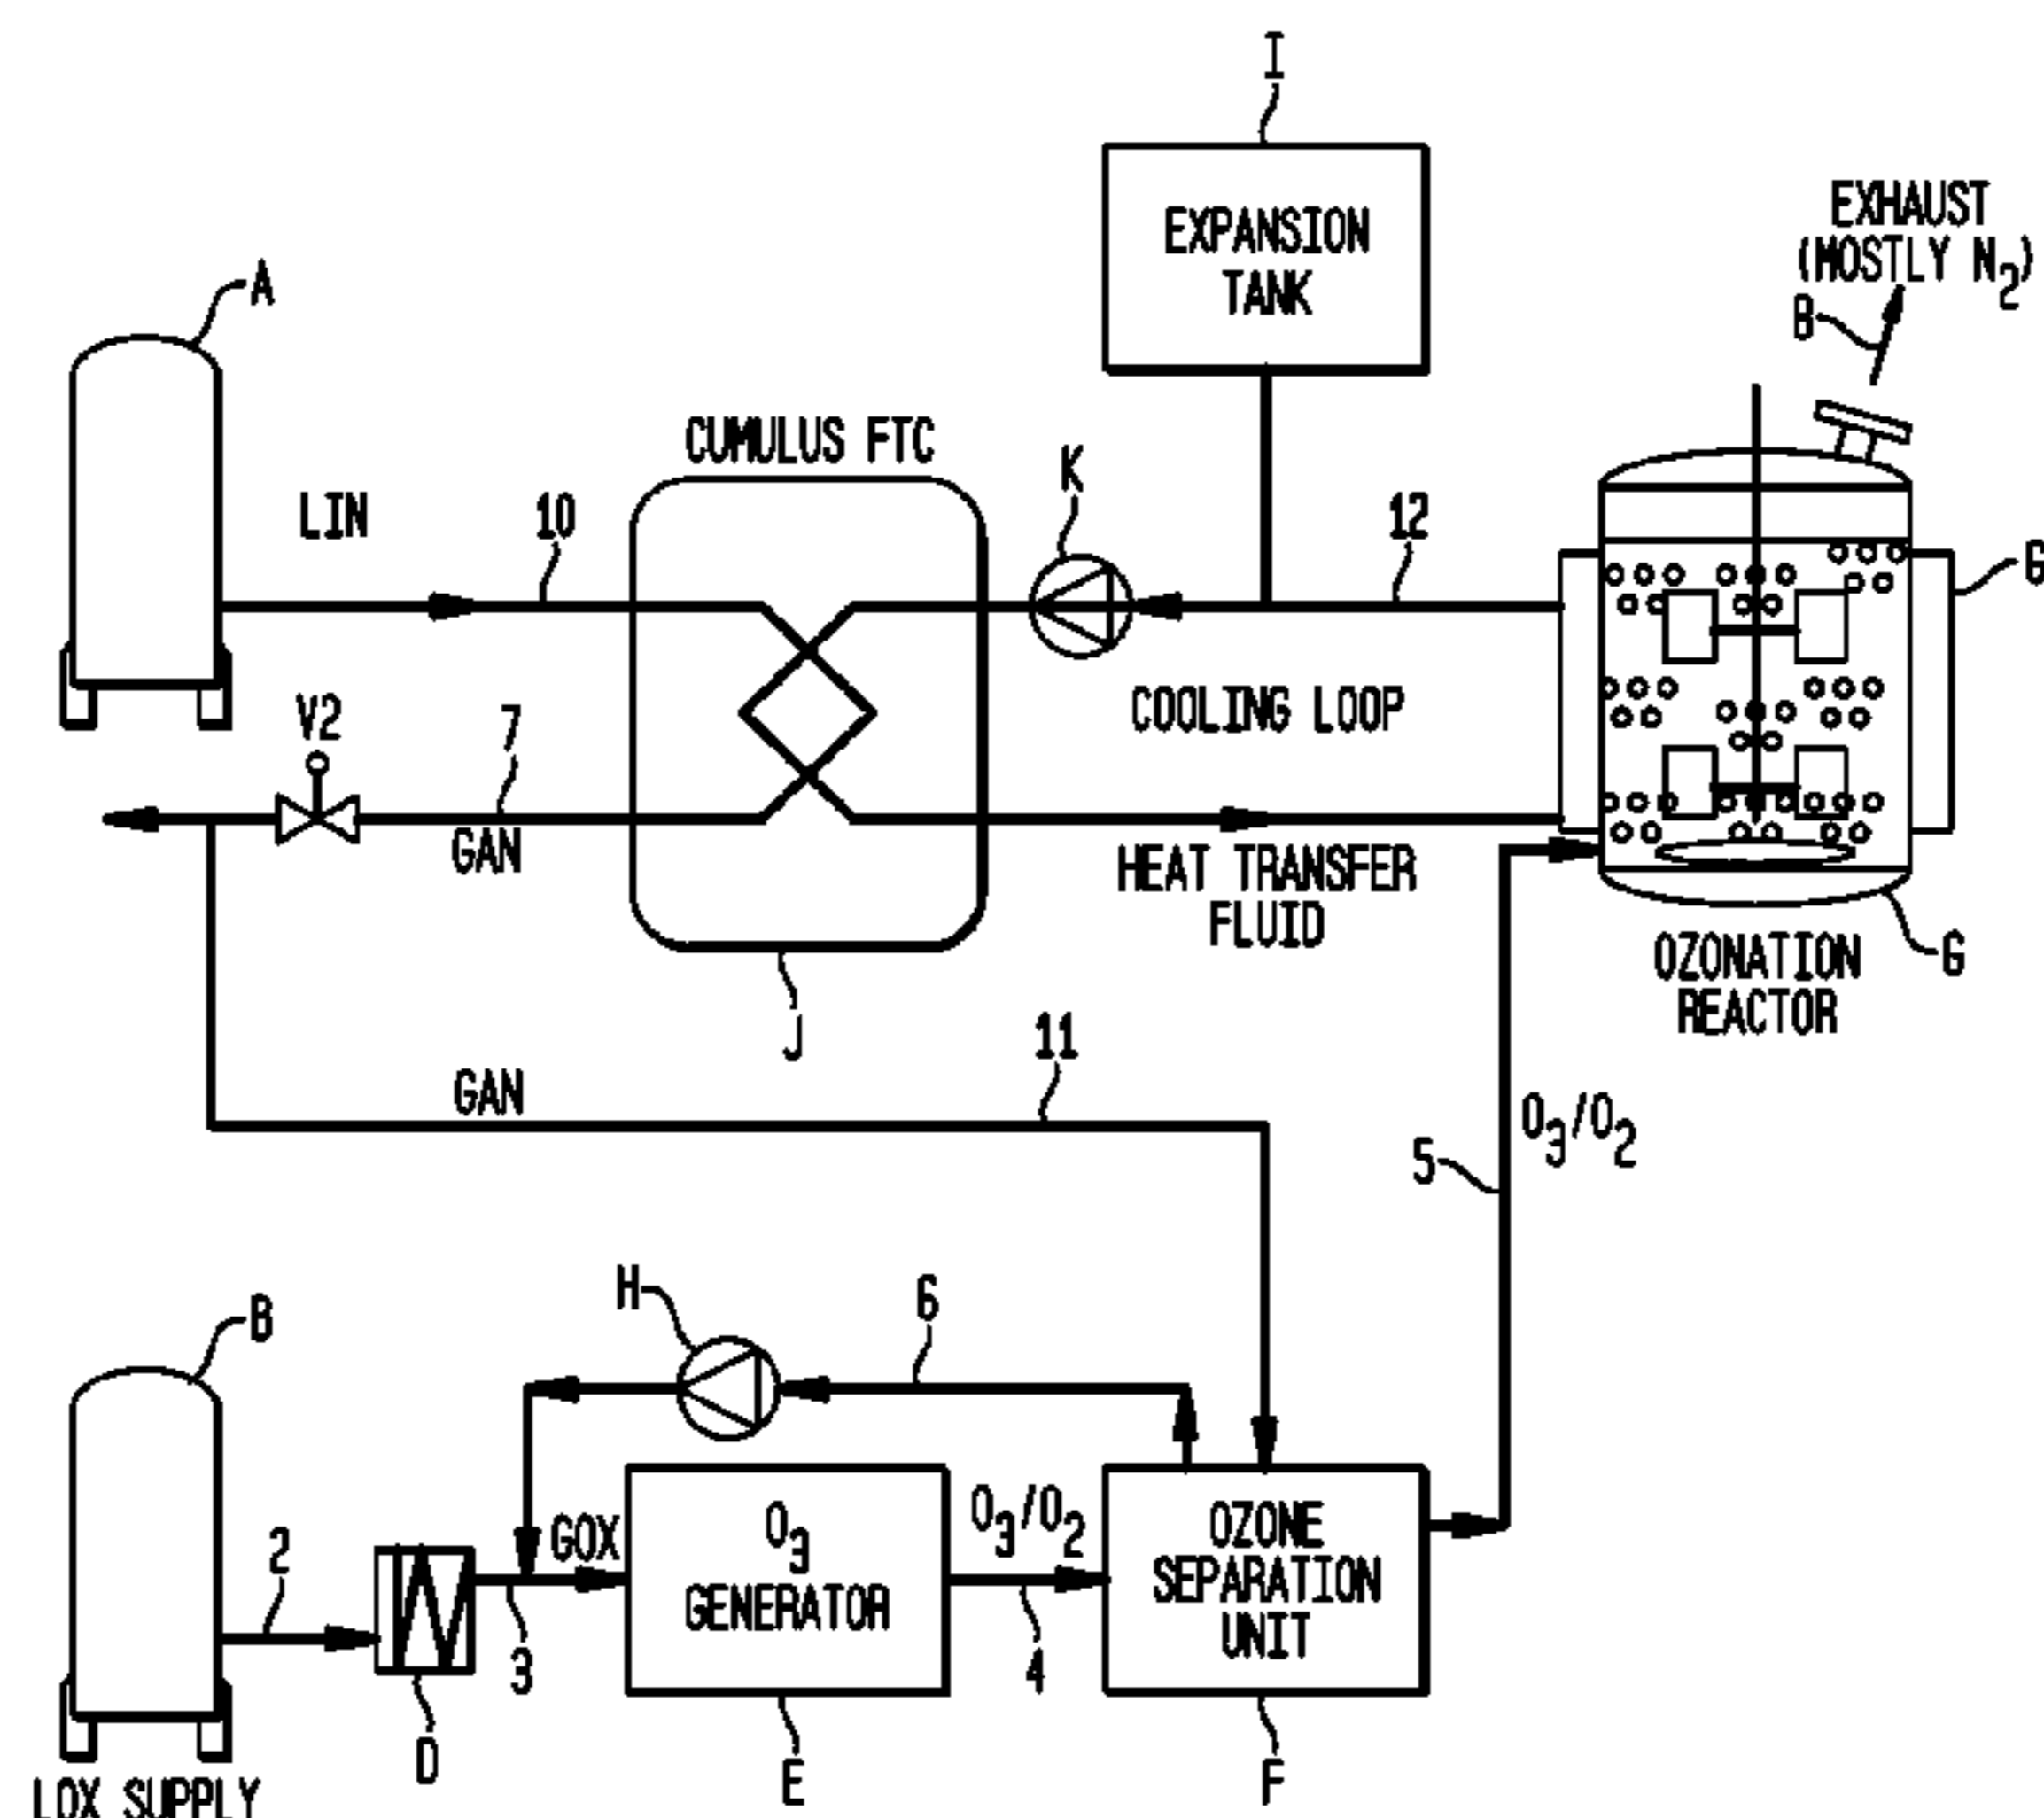 I
EXPANSION
TANK
EXHAUST
(MOSTLY N2)
8
A
CUMULUS FTC
K
LIN
10
12
G
V2
7
COOLING LOOP
GAN
HEAT TRANSFER
FLUID
OZONATION
REACTOR
G
J
GAN
11
O3/O2
5
H
6
B
2
GOX
O3
GENERATOR
O3/O2
OZONE
SEPARATION
UNIT
3
4
D
E
F
LOX SUPPLY